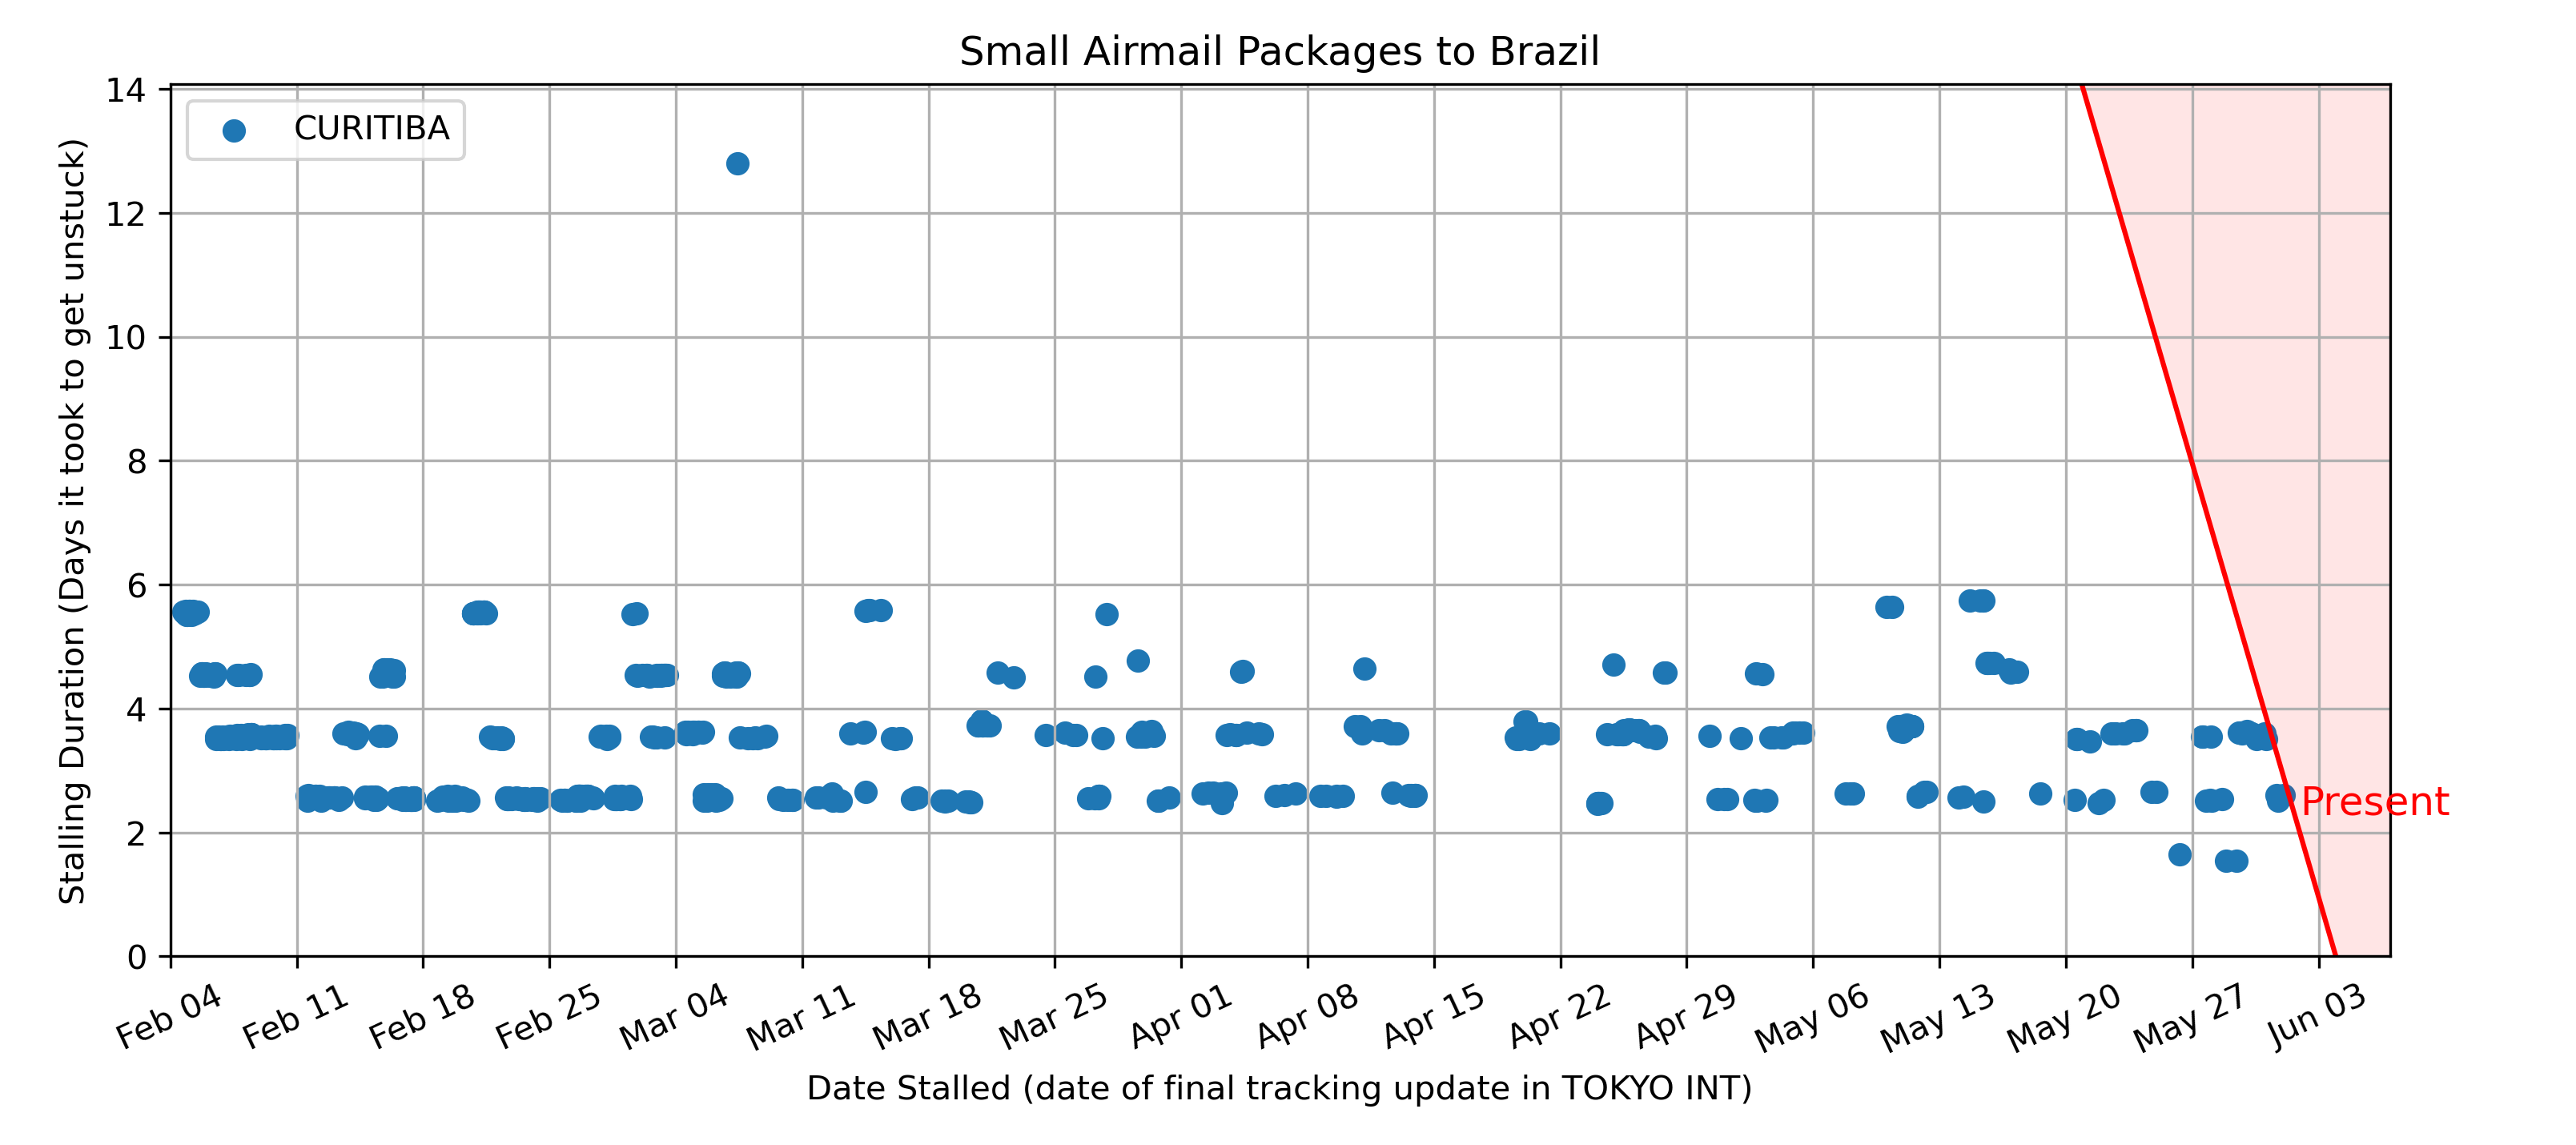 Small Airmail Packages to Brazil
CURITIBA
Stalling Duration (Days it took to get unstuck)
14
12
10
8
6
4
2
0
Present
Feb 04
Feb 11
Feb 18
Feb 25
Mar 04
Mar 11
Mar 18
Mar 25
Apr 01
Apr 08
Apr 15
Apr 22
Apr 29
May 06
May 13
May 20
May 27
Jun 03
Date Stalled (date of final tracking update in TOKYO INT)